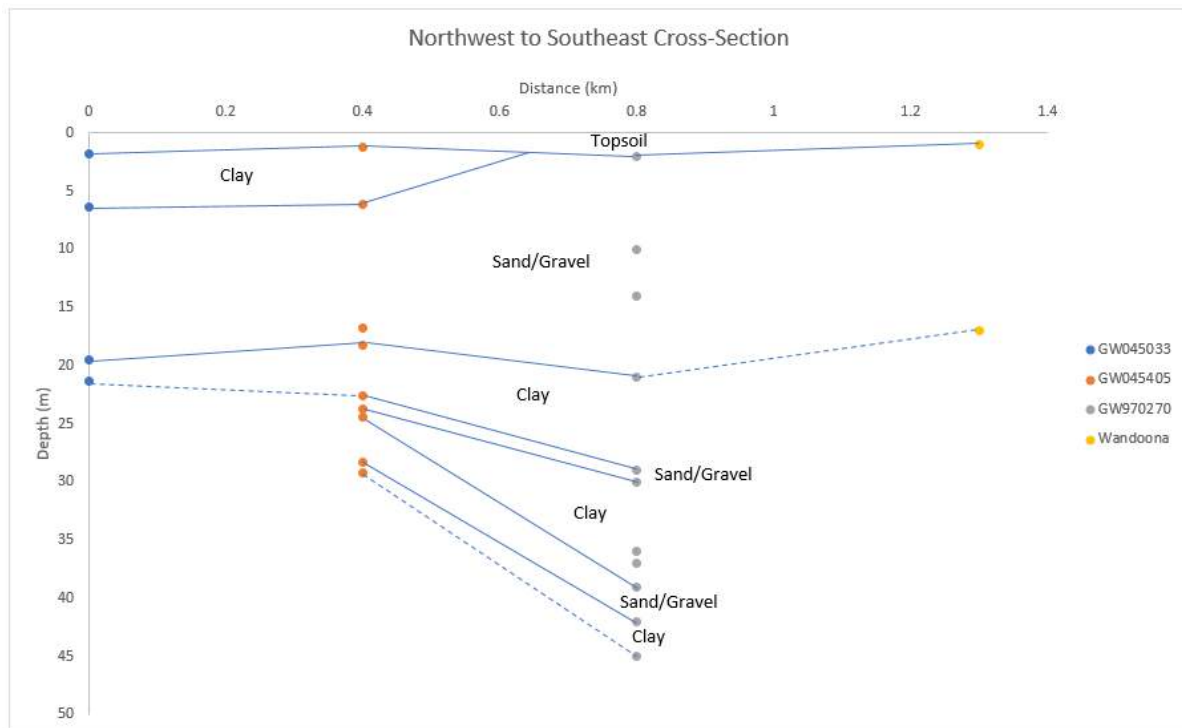 Northwest to Southeast Cross-Section
Distance (km)
0 0.2 0.4 0.6 0.8 1 1.2 1.4
0
Topsoil
Clay
5
10
Sand/Gravel
15
20
Clay
25
Depth (m)
GW045033
GW045405
GW970270
Wandoona
Sand/Gravel
30
Clay
35
40
Sand/Gravel
Clay
45
50